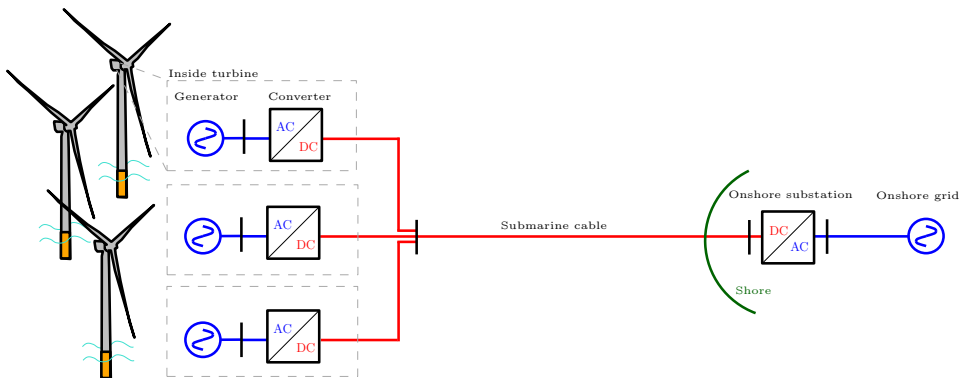 Inside turbine
Generator
Converter
AC
DC
AC
DC
AC
DC
Submarine cable
Onshore substation
DC
AC
Onshore grid
Shore